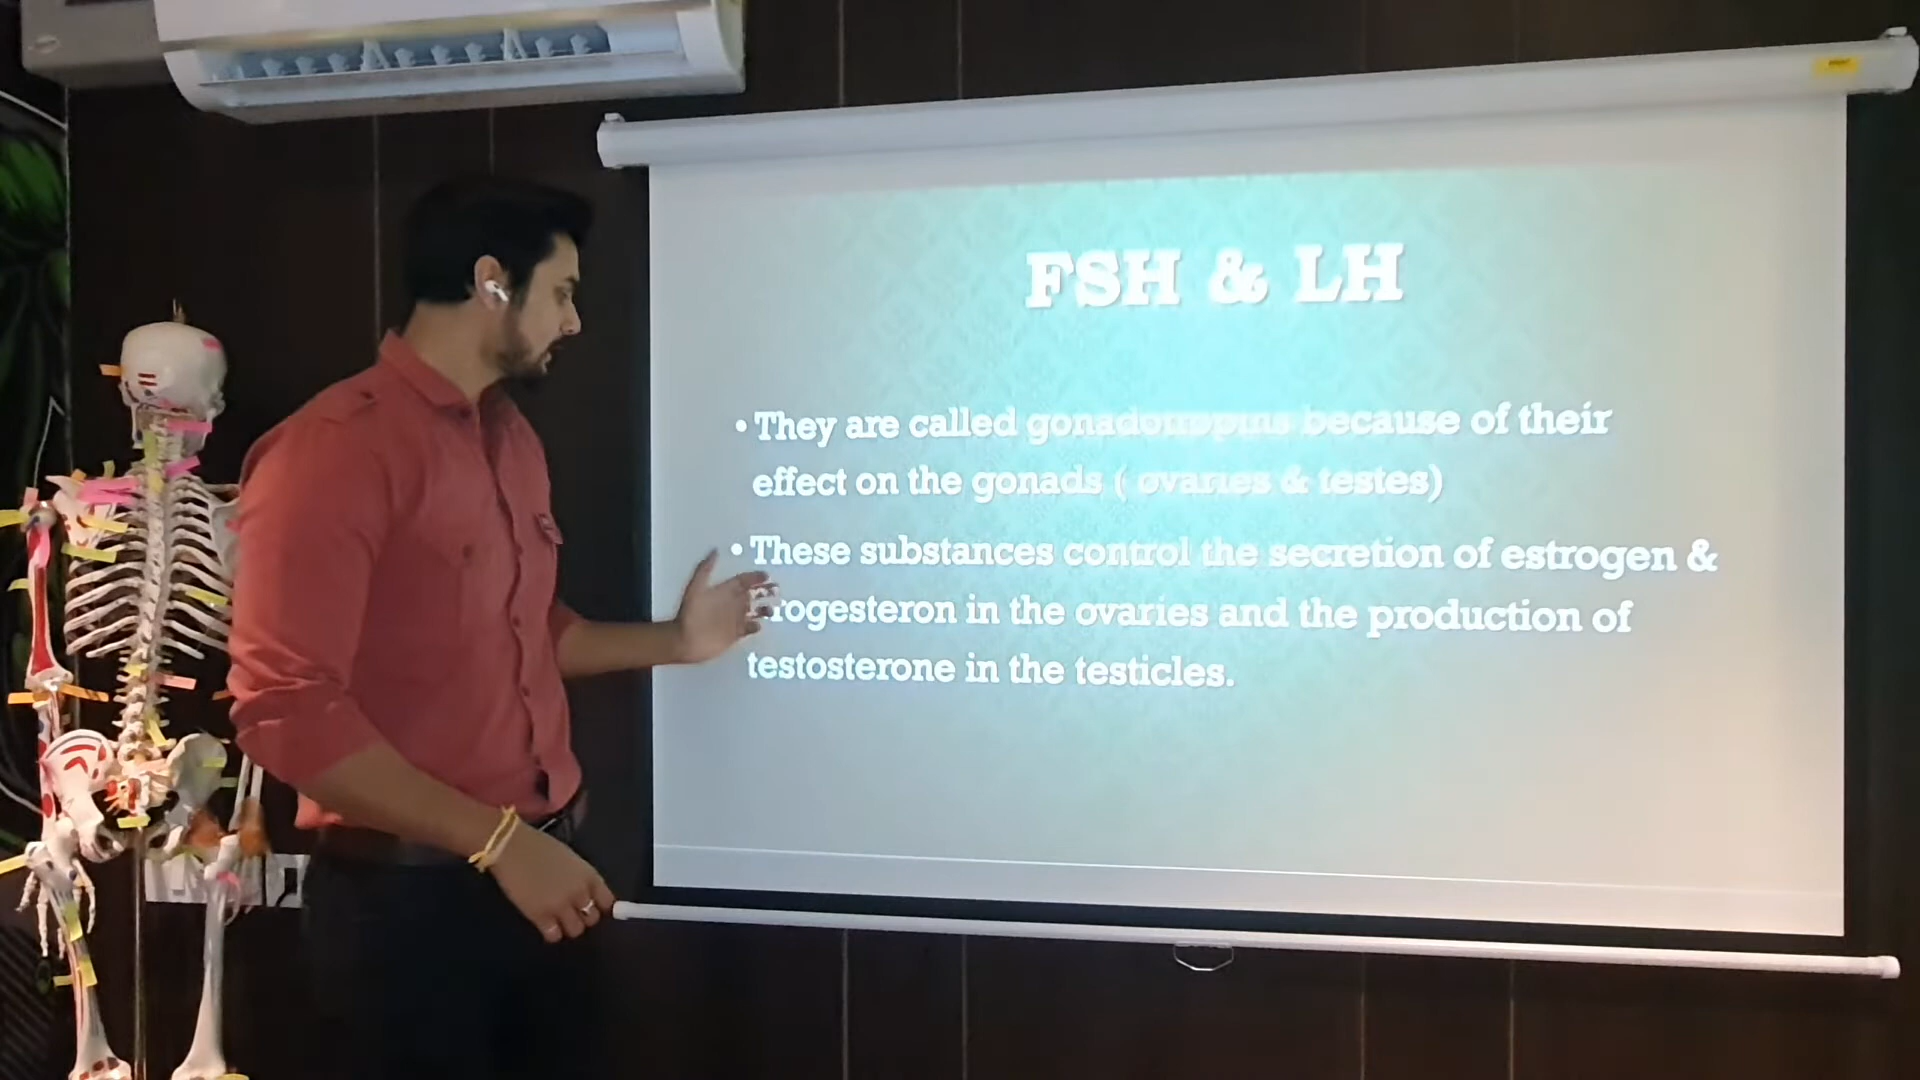 FSH & LH
• They are called gonadotropins because of their
effect on the gonads ( ovaries & testes)
• These substances control the secretion of estrogen &
Progesteron in the ovaries and the production of
testosterone in the testicles.